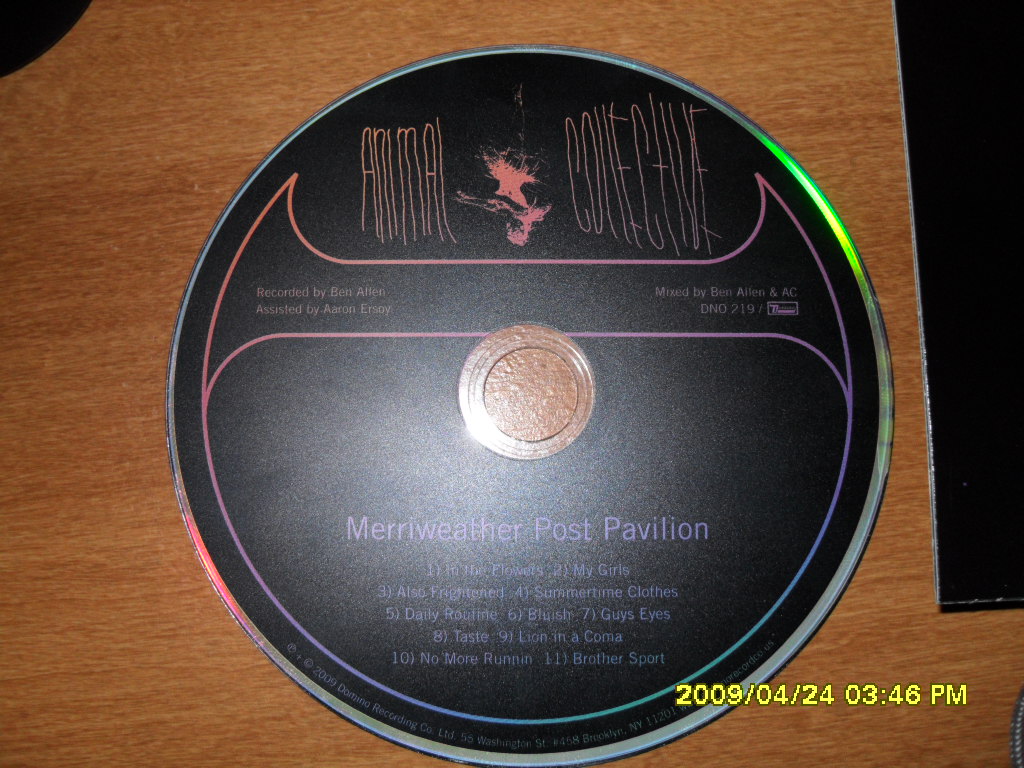 ANIMAL COLLECTIVE
Recorded by Ben Allen
Assisted by Aaron Ersoy
Mixed by Ben Allen & AC
DNO 219 /
Merriweather Post Pavilion
1) In the Flowers 2) My Girls
3) Also Frightened 4) Summertime Clothes
5) Daily Routine 6) Bluish 7) Guys Eyes
8) Taste 9) Lion in a Coma
10) No More Runnin 11) Brother Sport
℗ + © 2009 Domino Recording Co. Ltd. 55 Washington St. #458 Brooklyn, NY 11201
2009/04/24 03:46 PM